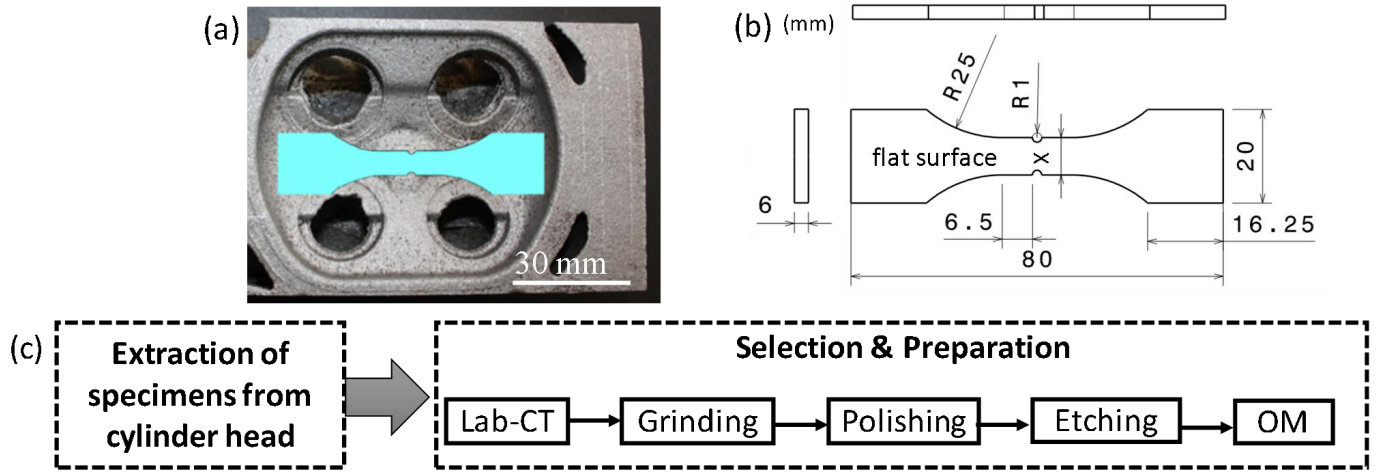 (a)
30 mm
(b) (mm)
R25
R1
flat surface
X
20
6
6.5
16.25
80
(c)
Extraction of
specimens from
cylinder head
Selection & Preparation
Lab-CT
Grinding
Polishing
Etching
OM